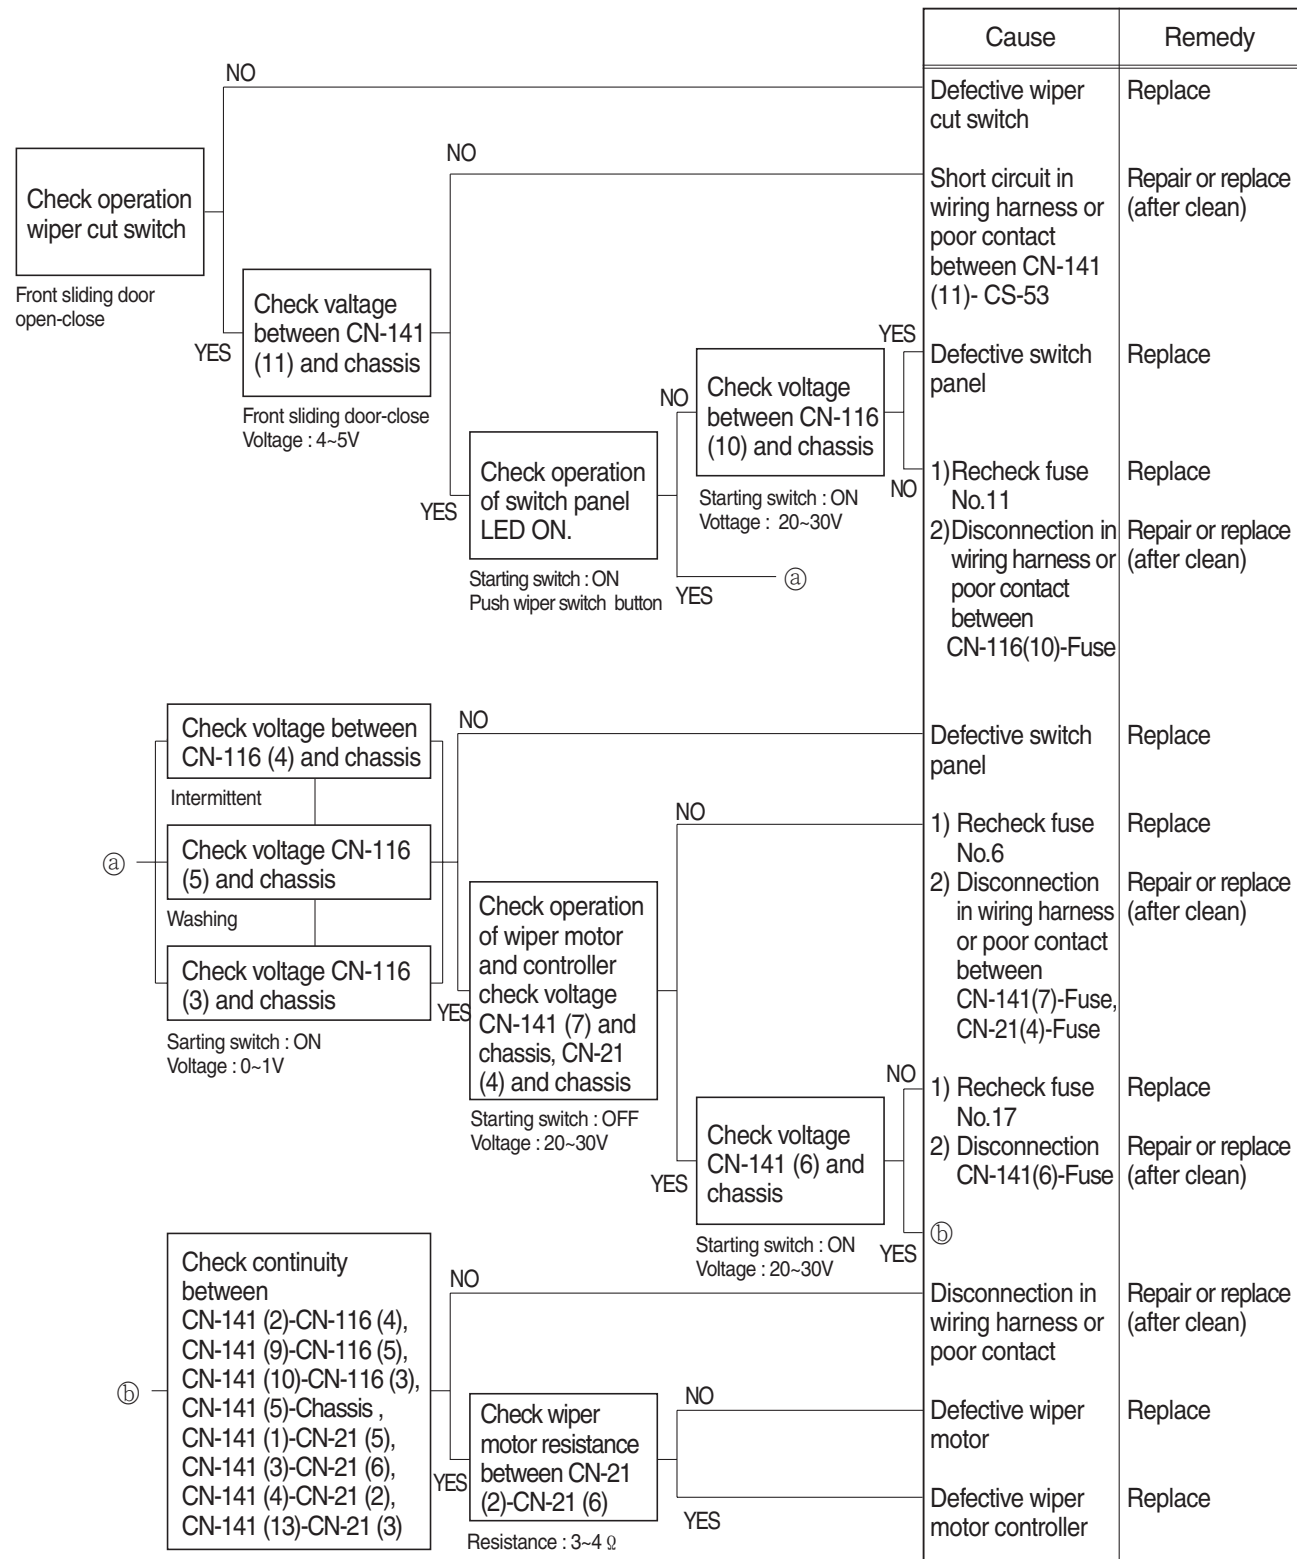 Cause
Remedy
NO
Defective wiper
cut switch
Replace
Check operation
wiper cut switch
Front sliding door
open-close
NO
Short circuit in
wiring harness or
poor contact
between CN-141
(11)- CS-53
Repair or replace
(after clean)
YES
Check valtage
between CN-141
(11) and chassis
Front sliding door-close
Voltage : 4~5V
YES
Defective switch
panel
Replace
NO
Check voltage
between CN-116
(10) and chassis
Starting switch : ON
Vottage : 20~30V
NO
1)Recheck fuse
No.11
Replace
2)Disconnection in
wiring harness or
poor contact
between
CN-116(10)-Fuse
Repair or replace
(after clean)
YES
Check operation
of switch panel
LED ON.
Starting switch : ON
Push wiper switch button
YES
ⓐ
Check voltage between
CN-116 (4) and chassis
Intermittent
ⓐ
Check voltage CN-116
(5) and chassis
Washing
Check voltage CN-116
(3) and chassis
Sarting switch : ON
Voltage : 0~1V
NO
Defective switch
panel
Replace
YES
Check operation
of wiper motor
and controller
check voltage
CN-141 (7) and
chassis, CN-21
(4) and chassis
Starting switch : OFF
Voltage : 20~30V
NO
1) Recheck fuse
No.6
Replace
2) Disconnection
in wiring harness
or poor contact
between
CN-141(7)-Fuse,
CN-21(4)-Fuse
Repair or replace
(after clean)
YES
Check voltage
CN-141 (6) and
chassis
Starting switch : ON
Voltage : 20~30V
NO
1) Recheck fuse
No.17
Replace
2) Disconnection
CN-141(6)-Fuse
Repair or replace
(after clean)
YES
ⓑ
ⓑ
Check continuity
between
CN-141 (2)-CN-116 (4),
CN-141 (9)-CN-116 (5),
CN-141 (10)-CN-116 (3),
CN-141 (5)-Chassis ,
CN-141 (1)-CN-21 (5),
CN-141 (3)-CN-21 (6),
CN-141 (4)-CN-21 (2),
CN-141 (13)-CN-21 (3)
NO
Disconnection in
wiring harness or
poor contact
Repair or replace
(after clean)
YES
Check wiper
motor resistance
between CN-21
(2)-CN-21 (6)
Resistance : 3~4 Ω
NO
Defective wiper
motor
Replace
YES
Defective wiper
motor controller
Replace